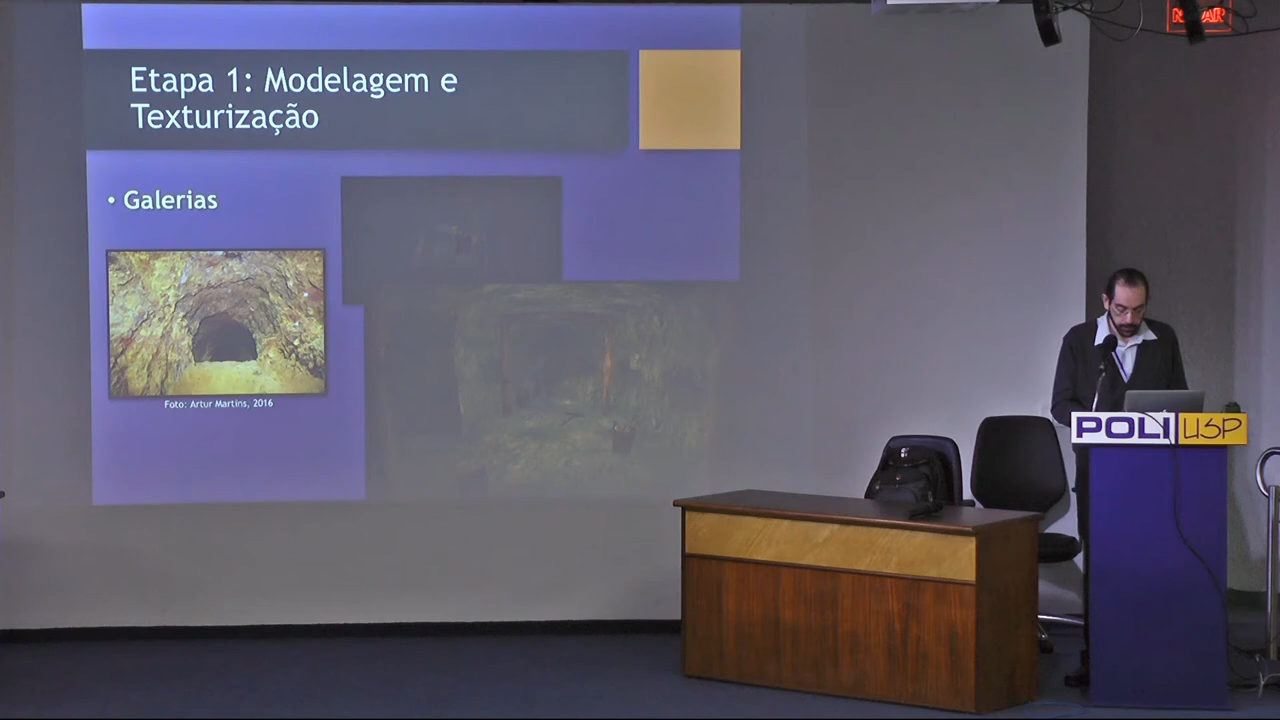 Etapa 1: Modelagem e
Texturização
• Galerias
Foto: Artur Martins, 2016
POLI USP